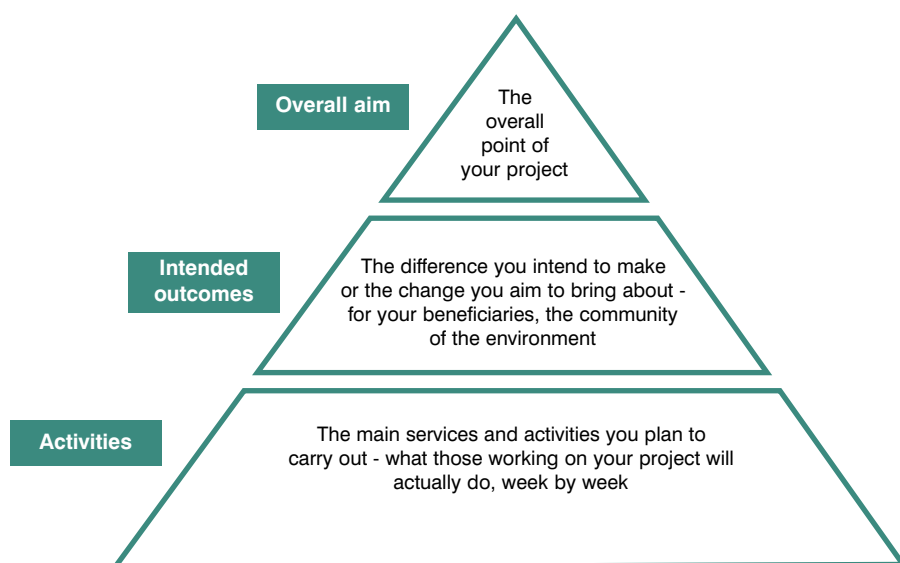 Overall aim
The
overall
point of
your project
Intended
outcomes
The difference you intend to make
or the change you aim to bring about -
for your beneficiaries, the community
of the environment
Activities
The main services and activities you plan to
carry out - what those working on your project will
actually do, week by week